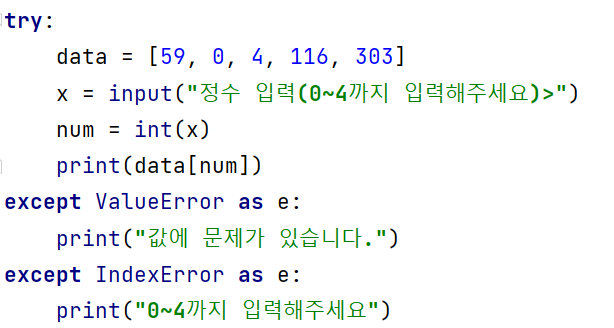 try:
    data = [59, 0, 4, 116, 303]
    x = input("정수 입력(0~4까지 입력해주세요)>")
    num = int(x)
    print(data[num])
except ValueError as e:
    print("값에 문제가 있습니다.")
except IndexError as e:
    print("0~4까지 입력해주세요")